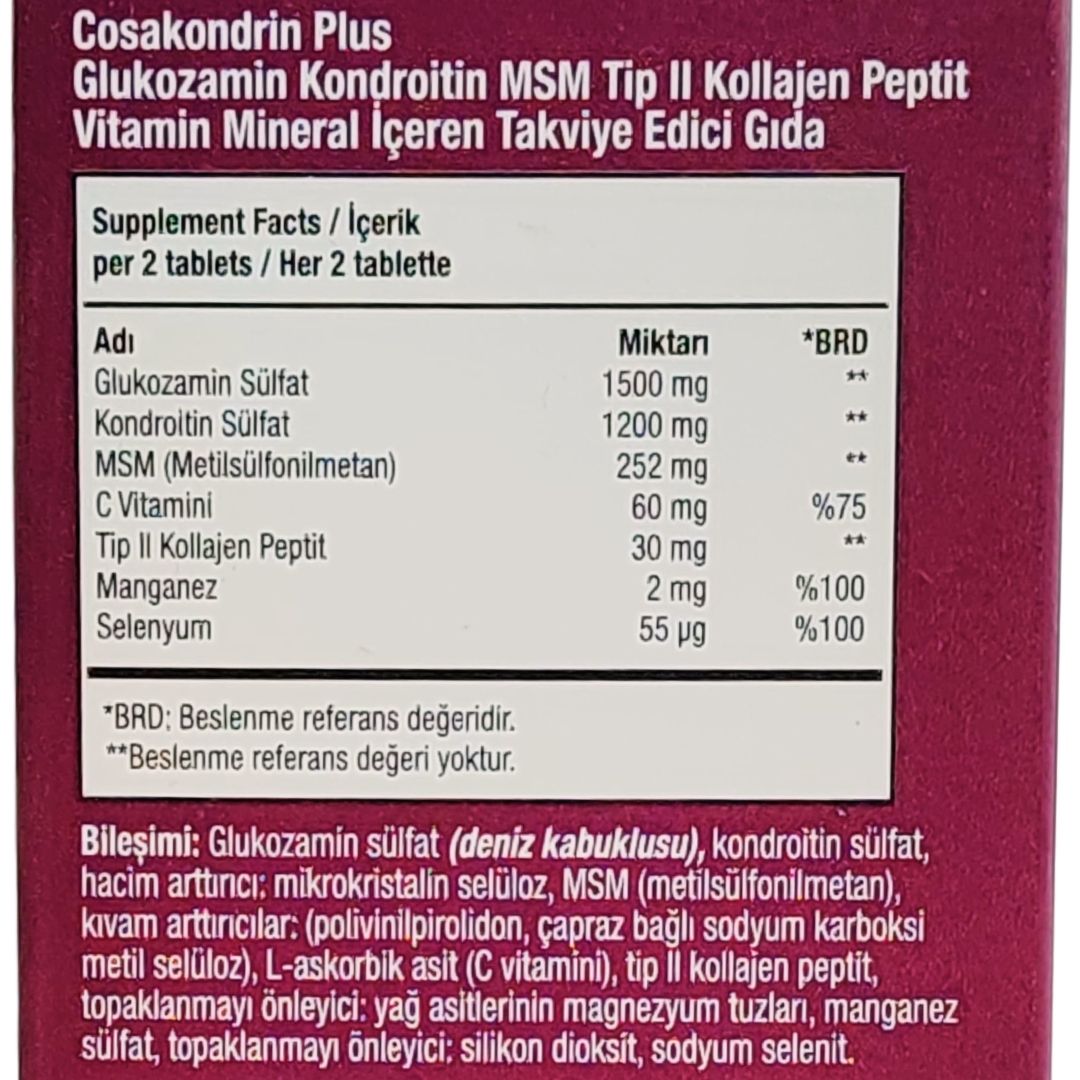 Cosakondrin Plus
Glukozamin Kondroitin MSM Tip II Kollajen Peptit
Vitamin Mineral İçeren Takviye Edici Gıda
Supplement Facts / İçerik
per 2 tablets / Her 2 tablette
Adı Miktarı *BRD
Glukozamin Sülfat 1500 mg **
Kondroitin Sülfat 1200 mg **
MSM (Metilsülfonilmetan) 252 mg **
C Vitamini 60 mg %75
Tip II Kollajen Peptit 30 mg **
Manganez 2 mg %100
Selenyum 55 µg %100
*BRD: Beslenme referans değeridir.
**Beslenme referans değeri yoktur.
Bileşimi: Glukozamin sülfat (deniz kabuklusu), kondroitin sülfat,
hacim arttırıcı: mikrokristalin selüloz, MSM (metilsülfonilmetan),
kıvam arttırıcılar: (polivinilpirolidon, çapraz bağlı sodyum karboksi
metil selüloz), L-askorbik asit (C vitamini), tip II kollajen peptit,
topaklanmayı önleyici: yağ asitlerinin magnezyum tuzları, manganez
sülfat, topaklanmayı önleyici: silikon dioksit, sodyum selenit.